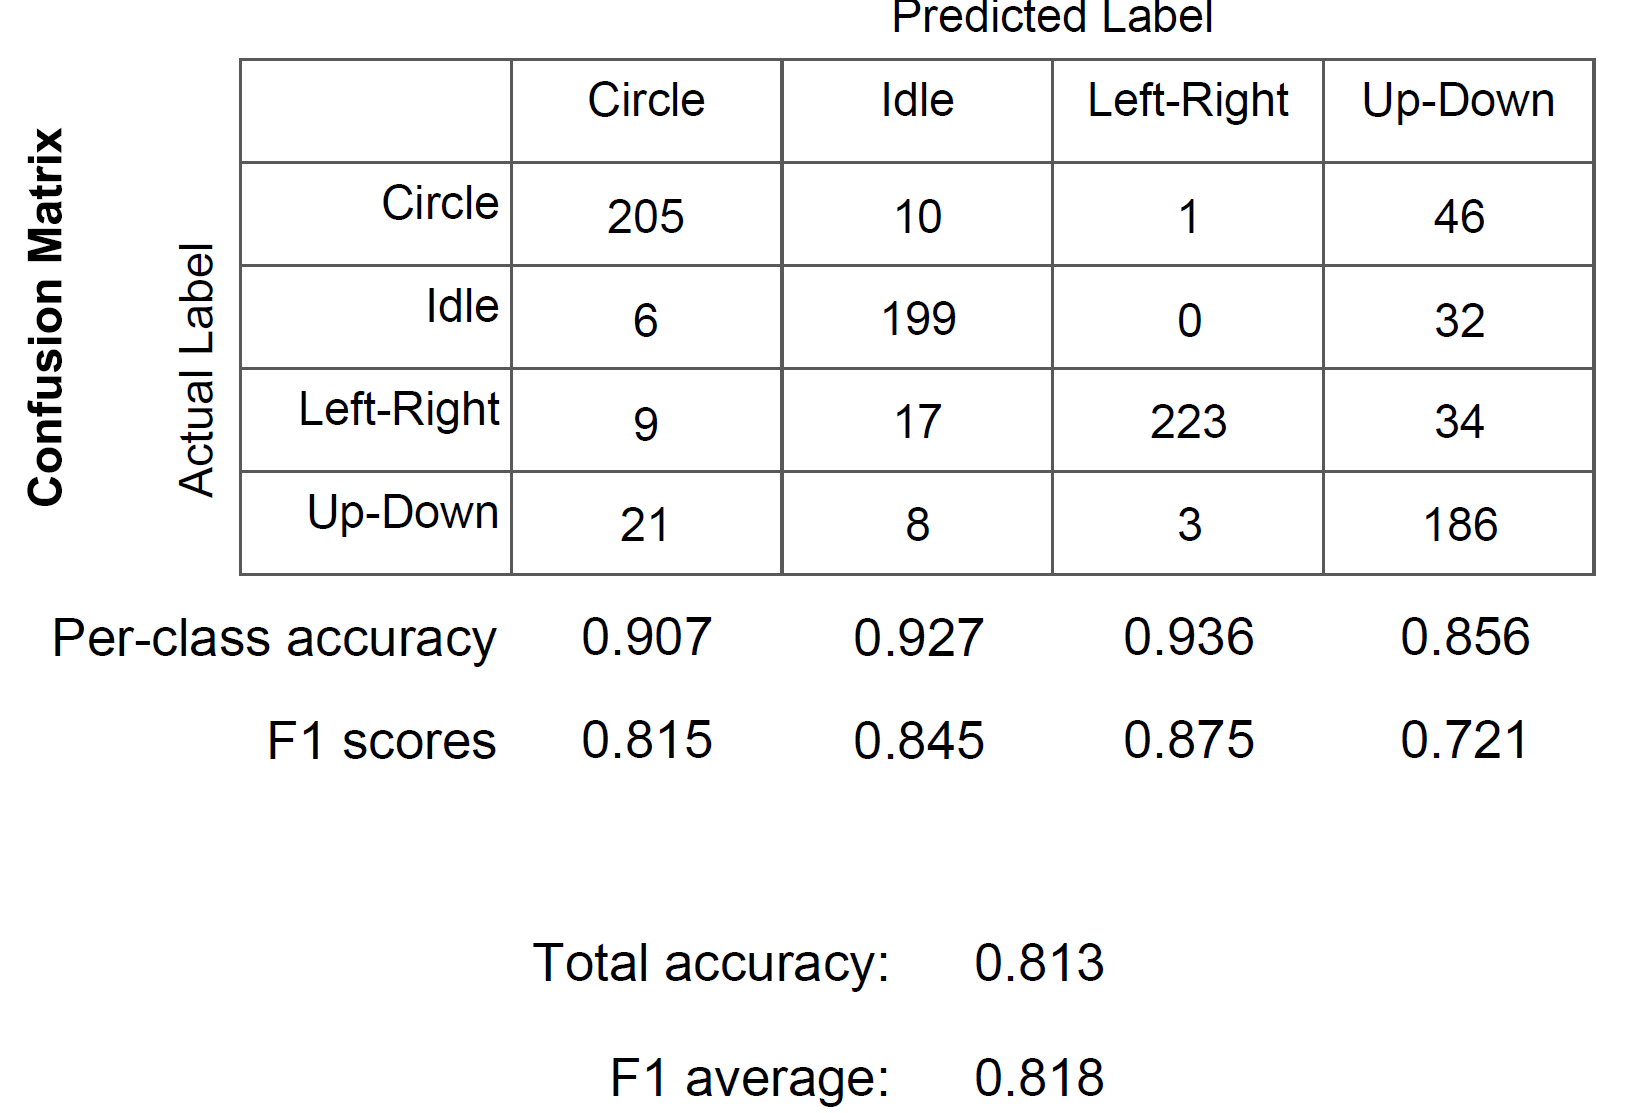 Predicted Label
Confusion Matrix
Actual Label
Circle Idle Left-Right Up-Down
Circle 205 10 1 46
Idle 6 199 0 32
Left-Right 9 17 223 34
Up-Down 21 8 3 186
Per-class accuracy 0.907 0.927 0.936 0.856
F1 scores 0.815 0.845 0.875 0.721
Total accuracy: 0.813
F1 average: 0.818